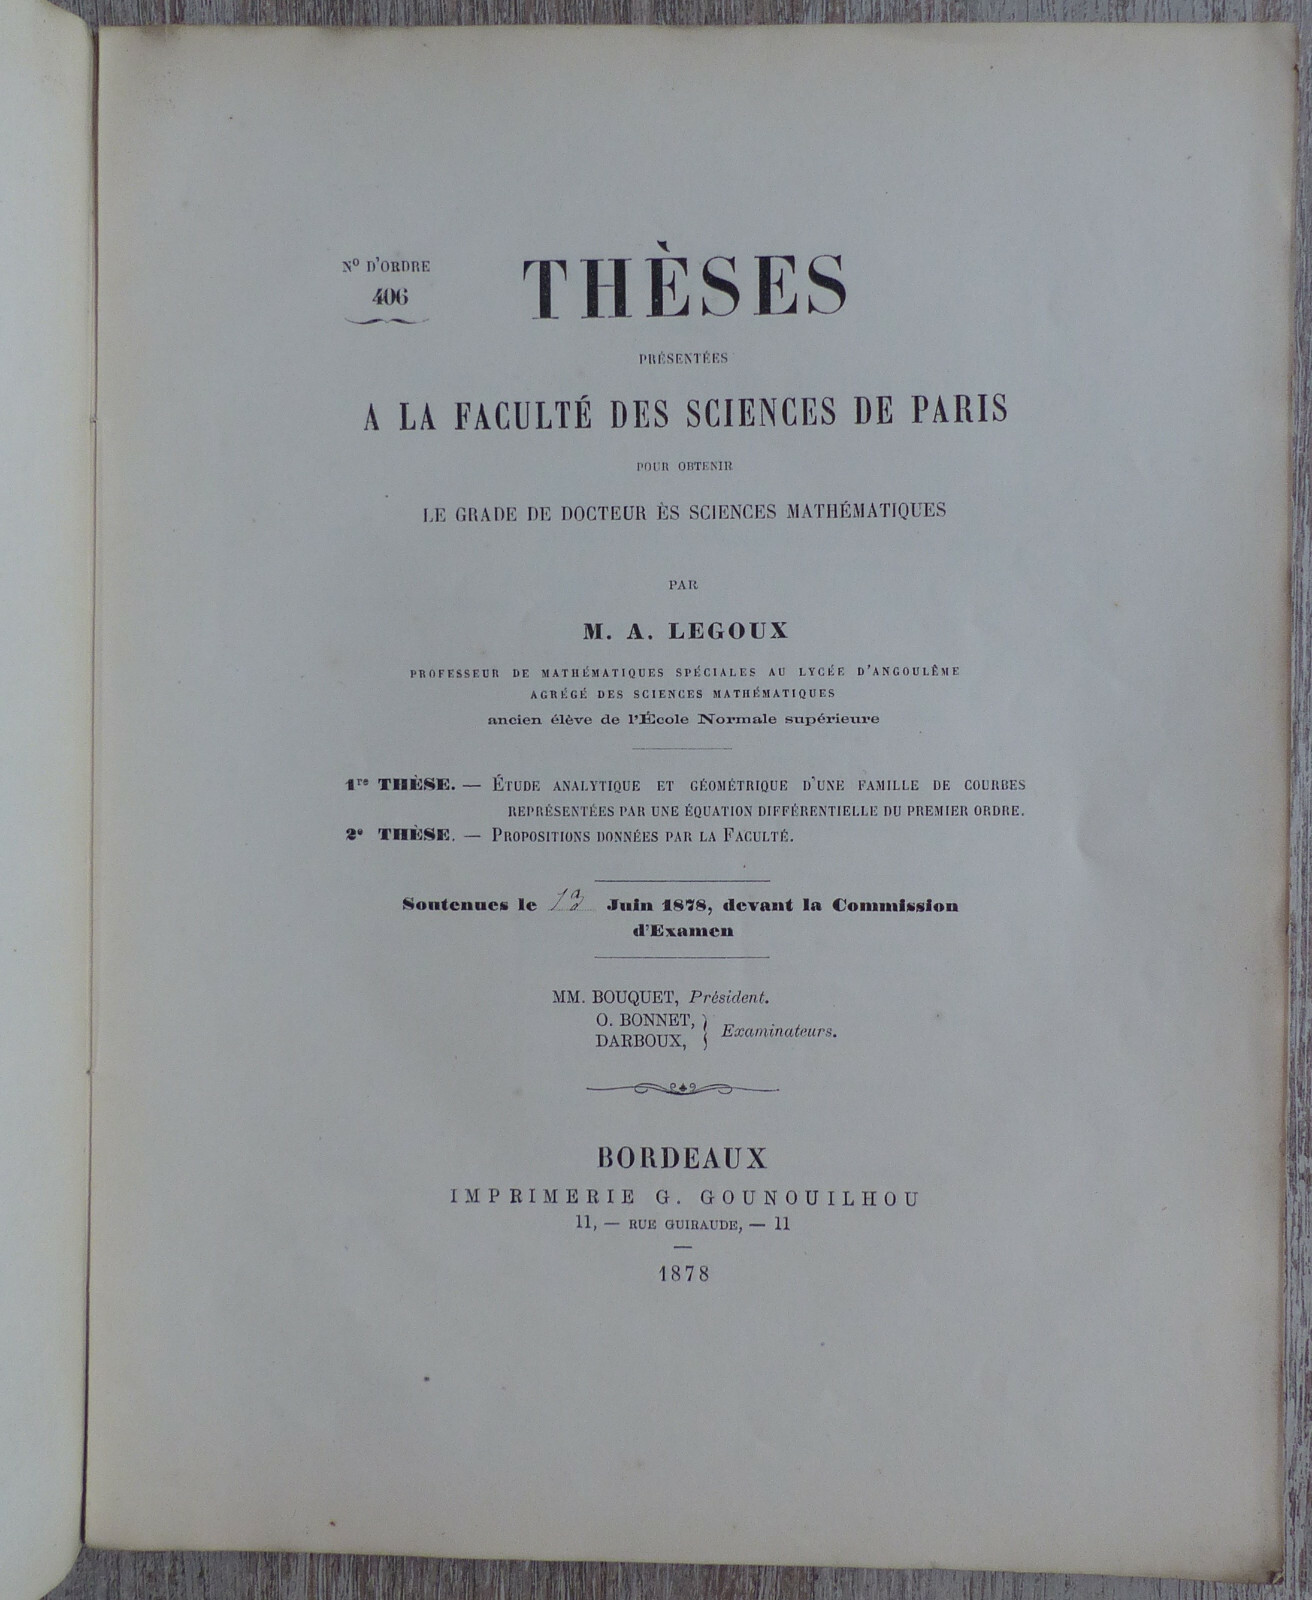 N° D'ORDRE
406
THÈSES
PRÉSENTÉES
A LA FACULTÉ DES SCIENCES DE PARIS
POUR OBTENIR
LE GRADE DE DOCTEUR ÈS SCIENCES MATHÉMATIQUES
PAR
M. A. LEGOUX
PROFESSEUR DE MATHÉMATIQUES SPÉCIALES AU LYCÉE D'ANGOULÊME
AGRÉGÉ DES SCIENCES MATHÉMATIQUES
ancien élève de l'École Normale supérieure
1re THÈSE. — ÉTUDE ANALYTIQUE ET GÉOMÉTRIQUE D'UNE FAMILLE DE COURBES
REPRÉSENTÉES PAR UNE ÉQUATION DIFFÉRENTIELLE DU PREMIER ORDRE.
2e THÈSE. — PROPOSITIONS DONNÉES PAR LA FACULTÉ.
Soutenues le 13 Juin 1878, devant la Commission
d'Examen
MM. BOUQUET, Président.
O. BONNET,
DARBOUX, } Examinateurs.
BORDEAUX
IMPRIMERIE G. GOUNOUILHOU
11, — RUE GUIRAUDE, — 11
1878